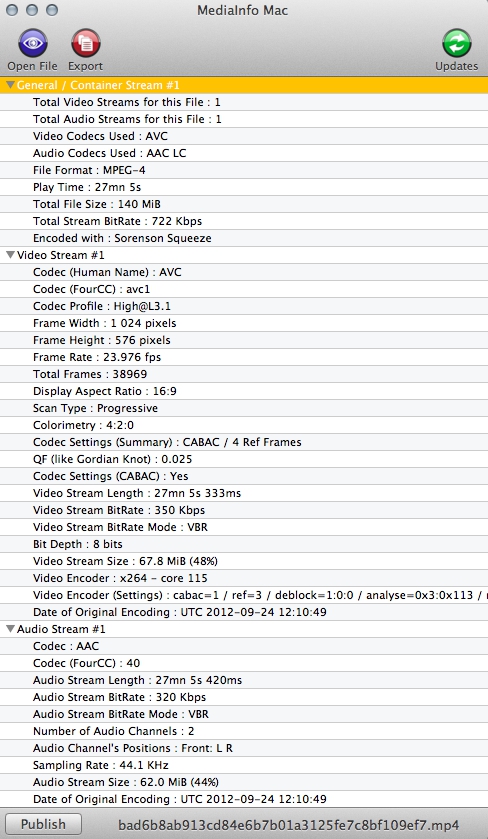 MediaInfo Mac
Open File Export Updates
General / Container Stream #1
Total Video Streams for this File : 1
Total Audio Streams for this File : 1
Video Codecs Used : AVC
Audio Codecs Used : AAC LC
File Format : MPEG-4
Play Time : 27mn 5s
Total File Size : 140 MiB
Total Stream BitRate : 722 Kbps
Encoded with : Sorenson Squeeze
Video Stream #1
Codec (Human Name) : AVC
Codec (FourCC) : avc1
Codec Profile : High@L3.1
Frame Width : 1 024 pixels
Frame Height : 576 pixels
Frame Rate : 23.976 fps
Total Frames : 38969
Display Aspect Ratio : 16:9
Scan Type : Progressive
Colorimetry : 4:2:0
Codec Settings (Summary) : CABAC / 4 Ref Frames
QF (like Gordian Knot) : 0.025
Codec Settings (CABAC) : Yes
Video Stream Length : 27mn 5s 333ms
Video Stream BitRate : 350 Kbps
Video Stream BitRate Mode : VBR
Bit Depth : 8 bits
Video Stream Size : 67.8 MiB (48%)
Video Encoder : x264 - core 115
Video Encoder (Settings) : cabac=1 / ref=3 / deblock=1:0:0 / analyse=0x3:0x113 /
Date of Original Encoding : UTC 2012-09-24 12:10:49
Audio Stream #1
Codec : AAC
Codec (FourCC) : 40
Audio Stream Length : 27mn 5s 420ms
Audio Stream BitRate : 320 Kbps
Audio Stream BitRate Mode : VBR
Number of Audio Channels : 2
Audio Channel's Positions : Front: L R
Sampling Rate : 44.1 KHz
Audio Stream Size : 62.0 MiB (44%)
Date of Original Encoding : UTC 2012-09-24 12:10:49
Publish bad6b8ab913cd84e6b7b01a3125fe7c8bf109ef7.mp4